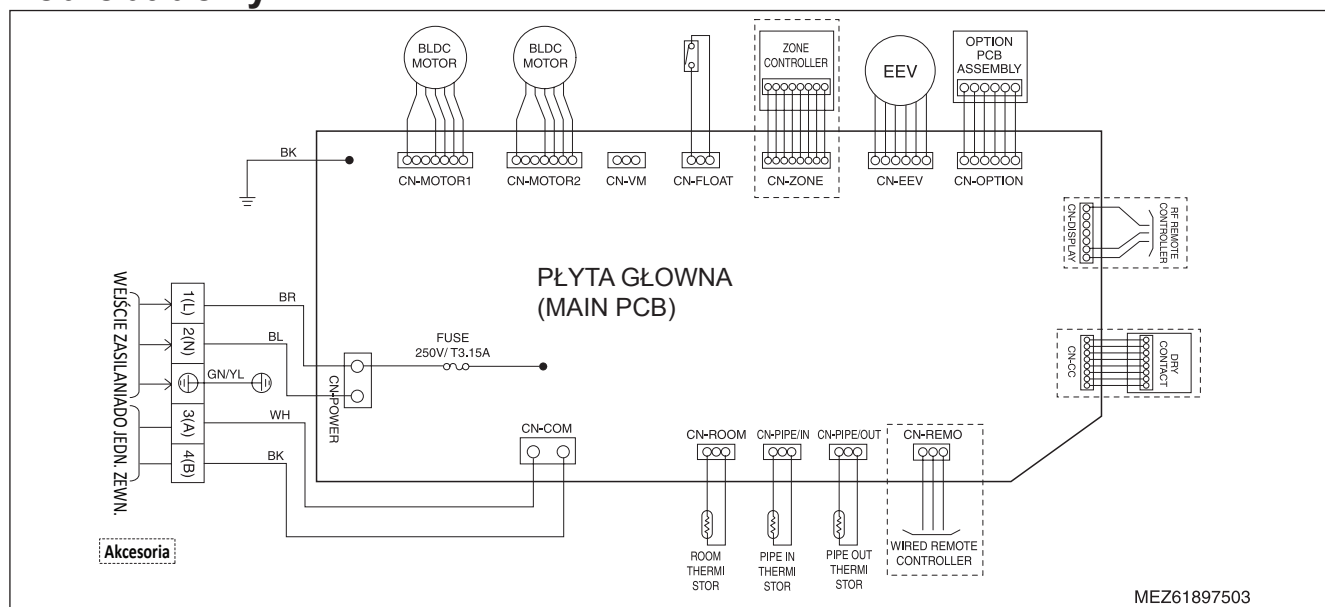 BLDC
MOTOR
BLDC
MOTOR
ZONE
CONTROLLER
EEV
OPTION
PCB
ASSEMBLY
BK
CN-MOTOR1
CN-MOTOR2
CN-VM
CN-FLOAT
CN-ZONE
CN-EEV
CN-OPTION
CN-DISPLAY
RF REMOTE
CONTROLLER
PŁYTA GŁOWNA
(MAIN PCB)
WEJŚCIE ZASILANIA
DO JEDN. ZEWN.
1(L)
2(N)
3(A)
4(B)
BR
BL
GN/YL
WH
BK
FUSE
250V/ T3.15A
CN-POWER
CN-COM
CN-CC
DRY
CONTACT
CN-ROOM
CN-PIPE/IN
CN-PIPE/OUT
CN-REMO
ROOM
THERMI
STOR
PIPE IN
THERMI
STOR
PIPE OUT
THERMI
STOR
WIRED REMOTE
CONTROLLER
Akcesoria
MEZ61897503